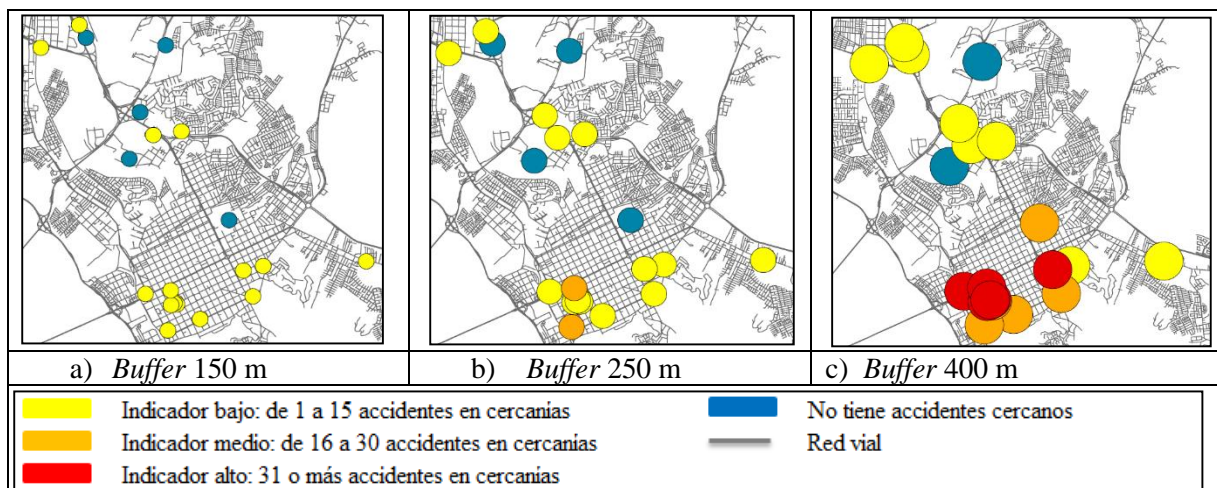 a) Buffer 150 m
b) Buffer 250 m
c) Buffer 400 m
Indicador bajo: de 1 a 15 accidentes en cercanías
No tiene accidentes cercanos
Indicador medio: de 16 a 30 accidentes en cercanías
Red vial
Indicador alto: 31 o más accidentes en cercanías